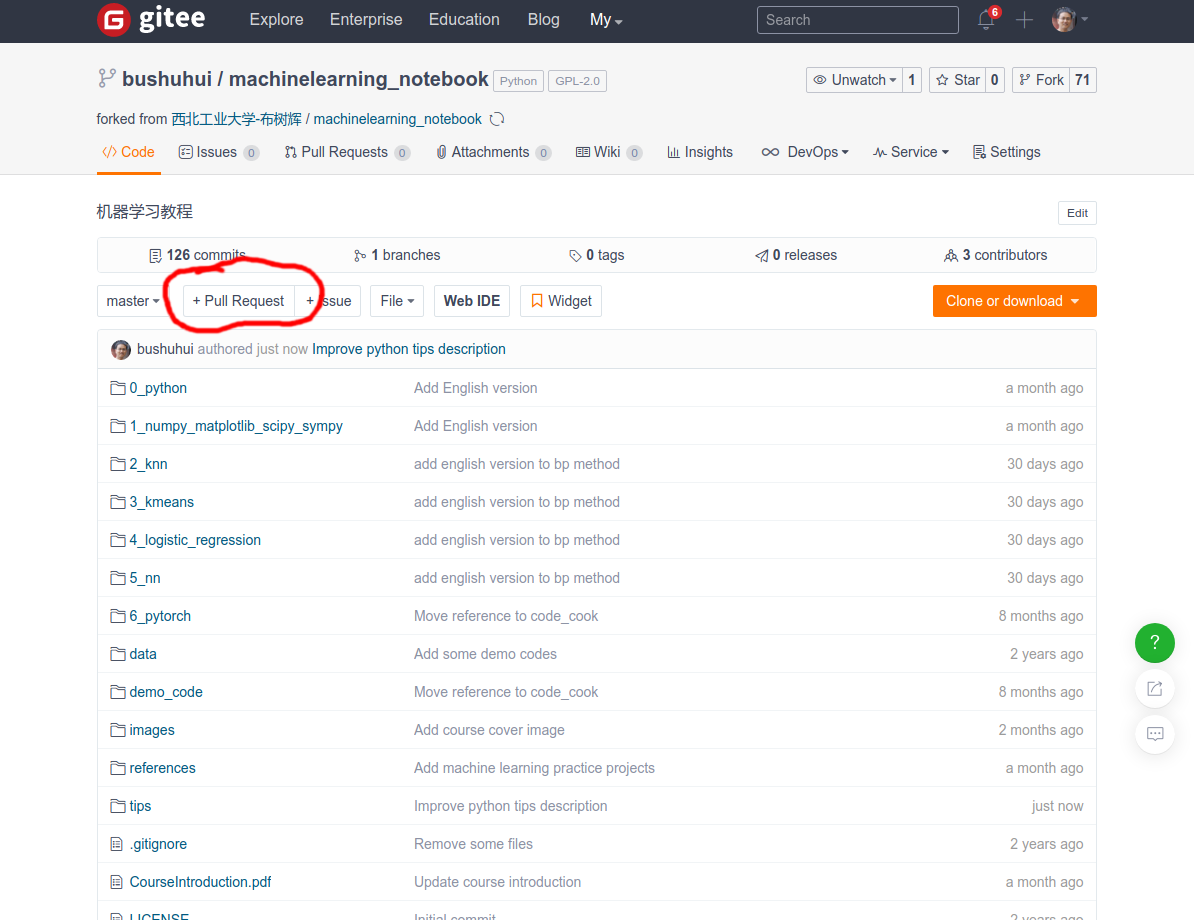 gitee Explore Enterprise Education Blog My Search 6
bushuhui / machinelearning_notebook Python GPL-2.0 Unwatch 1 Star 0 Fork 71
forked from 西北工业大学-布树辉 / machinelearning_notebook
</> Code Issues 0 Pull Requests 0 Attachments 0 Wiki 0 Insights DevOps Service Settings
机器学习教程 Edit
126 commits 1 branches 0 tags 0 releases 3 contributors
master + Pull Request + Issue File Web IDE Widget Clone or download
bushuhui authored just now Improve python tips description
0_python Add English version a month ago
1_numpy_matplotlib_scipy_sympy Add English version a month ago
2_knn add english version to bp method 30 days ago
3_kmeans add english version to bp method 30 days ago
4_logistic_regression add english version to bp method 30 days ago
5_nn add english version to bp method 30 days ago
6_pytorch Move reference to code_cook 8 months ago
?
data Add some demo codes 2 years ago
demo_code Move reference to code_cook 8 months ago
images Add course cover image 2 months ago
references Add machine learning practice projects a month ago
tips Improve python tips description just now
.gitignore Remove some files 2 years ago
CourseIntroduction.pdf Update course introduction a month ago
LICENSE Initial commit 2 years ago